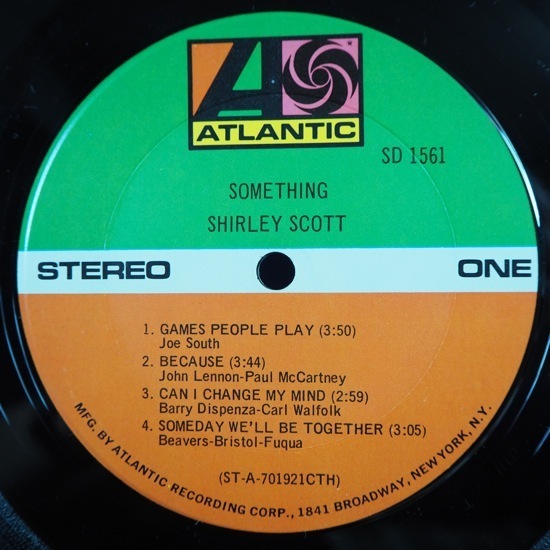 ATLANTIC
SD 1561
SOMETHING
SHIRLEY SCOTT
STEREO
ONE
1. GAMES PEOPLE PLAY (3:50)
Joe South
2. BECAUSE (3:44)
John Lennon-Paul McCartney
3. CAN I CHANGE MY MIND (2:59)
Barry Dispenza-Carl Walfolk
4. SOMEDAY WE'LL BE TOGETHER (3:05)
Beavers-Bristol-Fuqua
(ST-A-701921CTH)
MFG. BY ATLANTIC RECORDING CORP., 1841 BROADWAY, NEW YORK, N.Y.